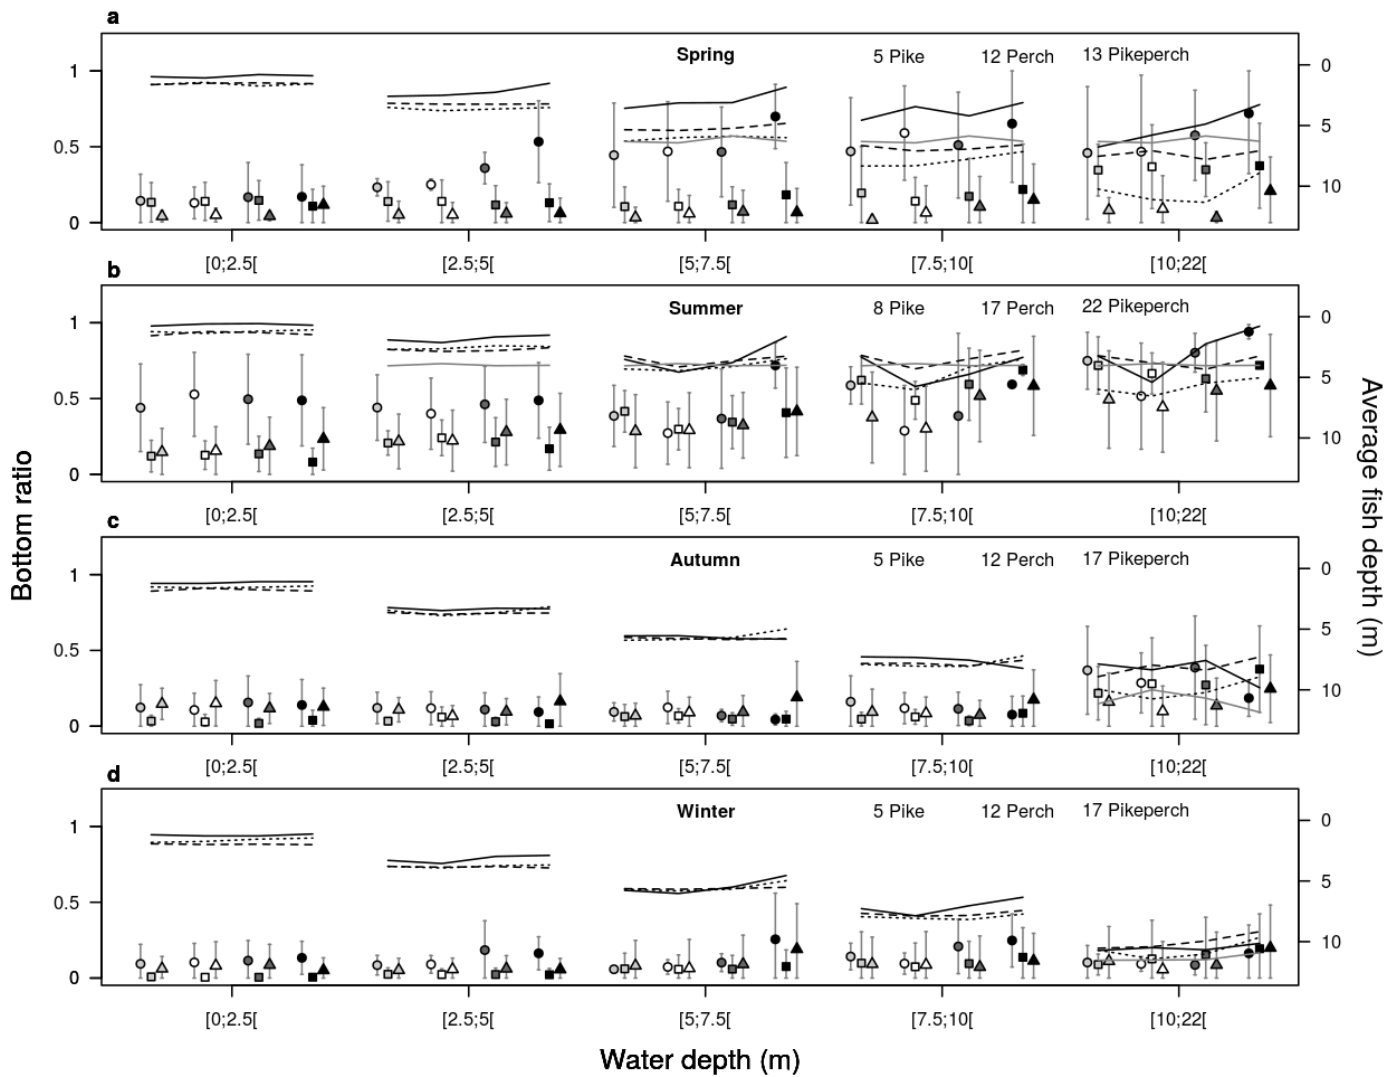 a
Spring 5 Pike 12 Perch 13 Pikeperch
1
0.5
0
0
5
10
[0;2.5[ [2.5;5[ [5;7.5[ [7.5;10[ [10;22[
b
Summer 8 Pike 17 Perch 22 Pikeperch
1
0.5
0
0
5
10
[0;2.5[ [2.5;5[ [5;7.5[ [7.5;10[ [10;22[
c
Autumn 5 Pike 12 Perch 17 Pikeperch
1
0.5
0
0
5
10
[0;2.5[ [2.5;5[ [5;7.5[ [7.5;10[ [10;22[
d
Winter 5 Pike 12 Perch 17 Pikeperch
1
0.5
0
0
5
10
[0;2.5[ [2.5;5[ [5;7.5[ [7.5;10[ [10;22[
Bottom ratio
Average fish depth (m)
Water depth (m)